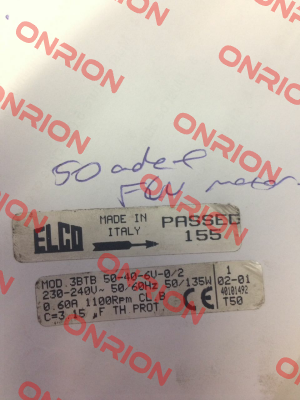 ONRION
50 adet
FAN motor
ELCO MADE IN ITALY PASSED 155
MOD. 3BTB 50-40-6V-0/2
230-240V~ 50/60Hz 50/135W
0.60A 1100Rpm CL.B
C=3.15 µF TH PROT.
CE
1
02-01
40101492
T50